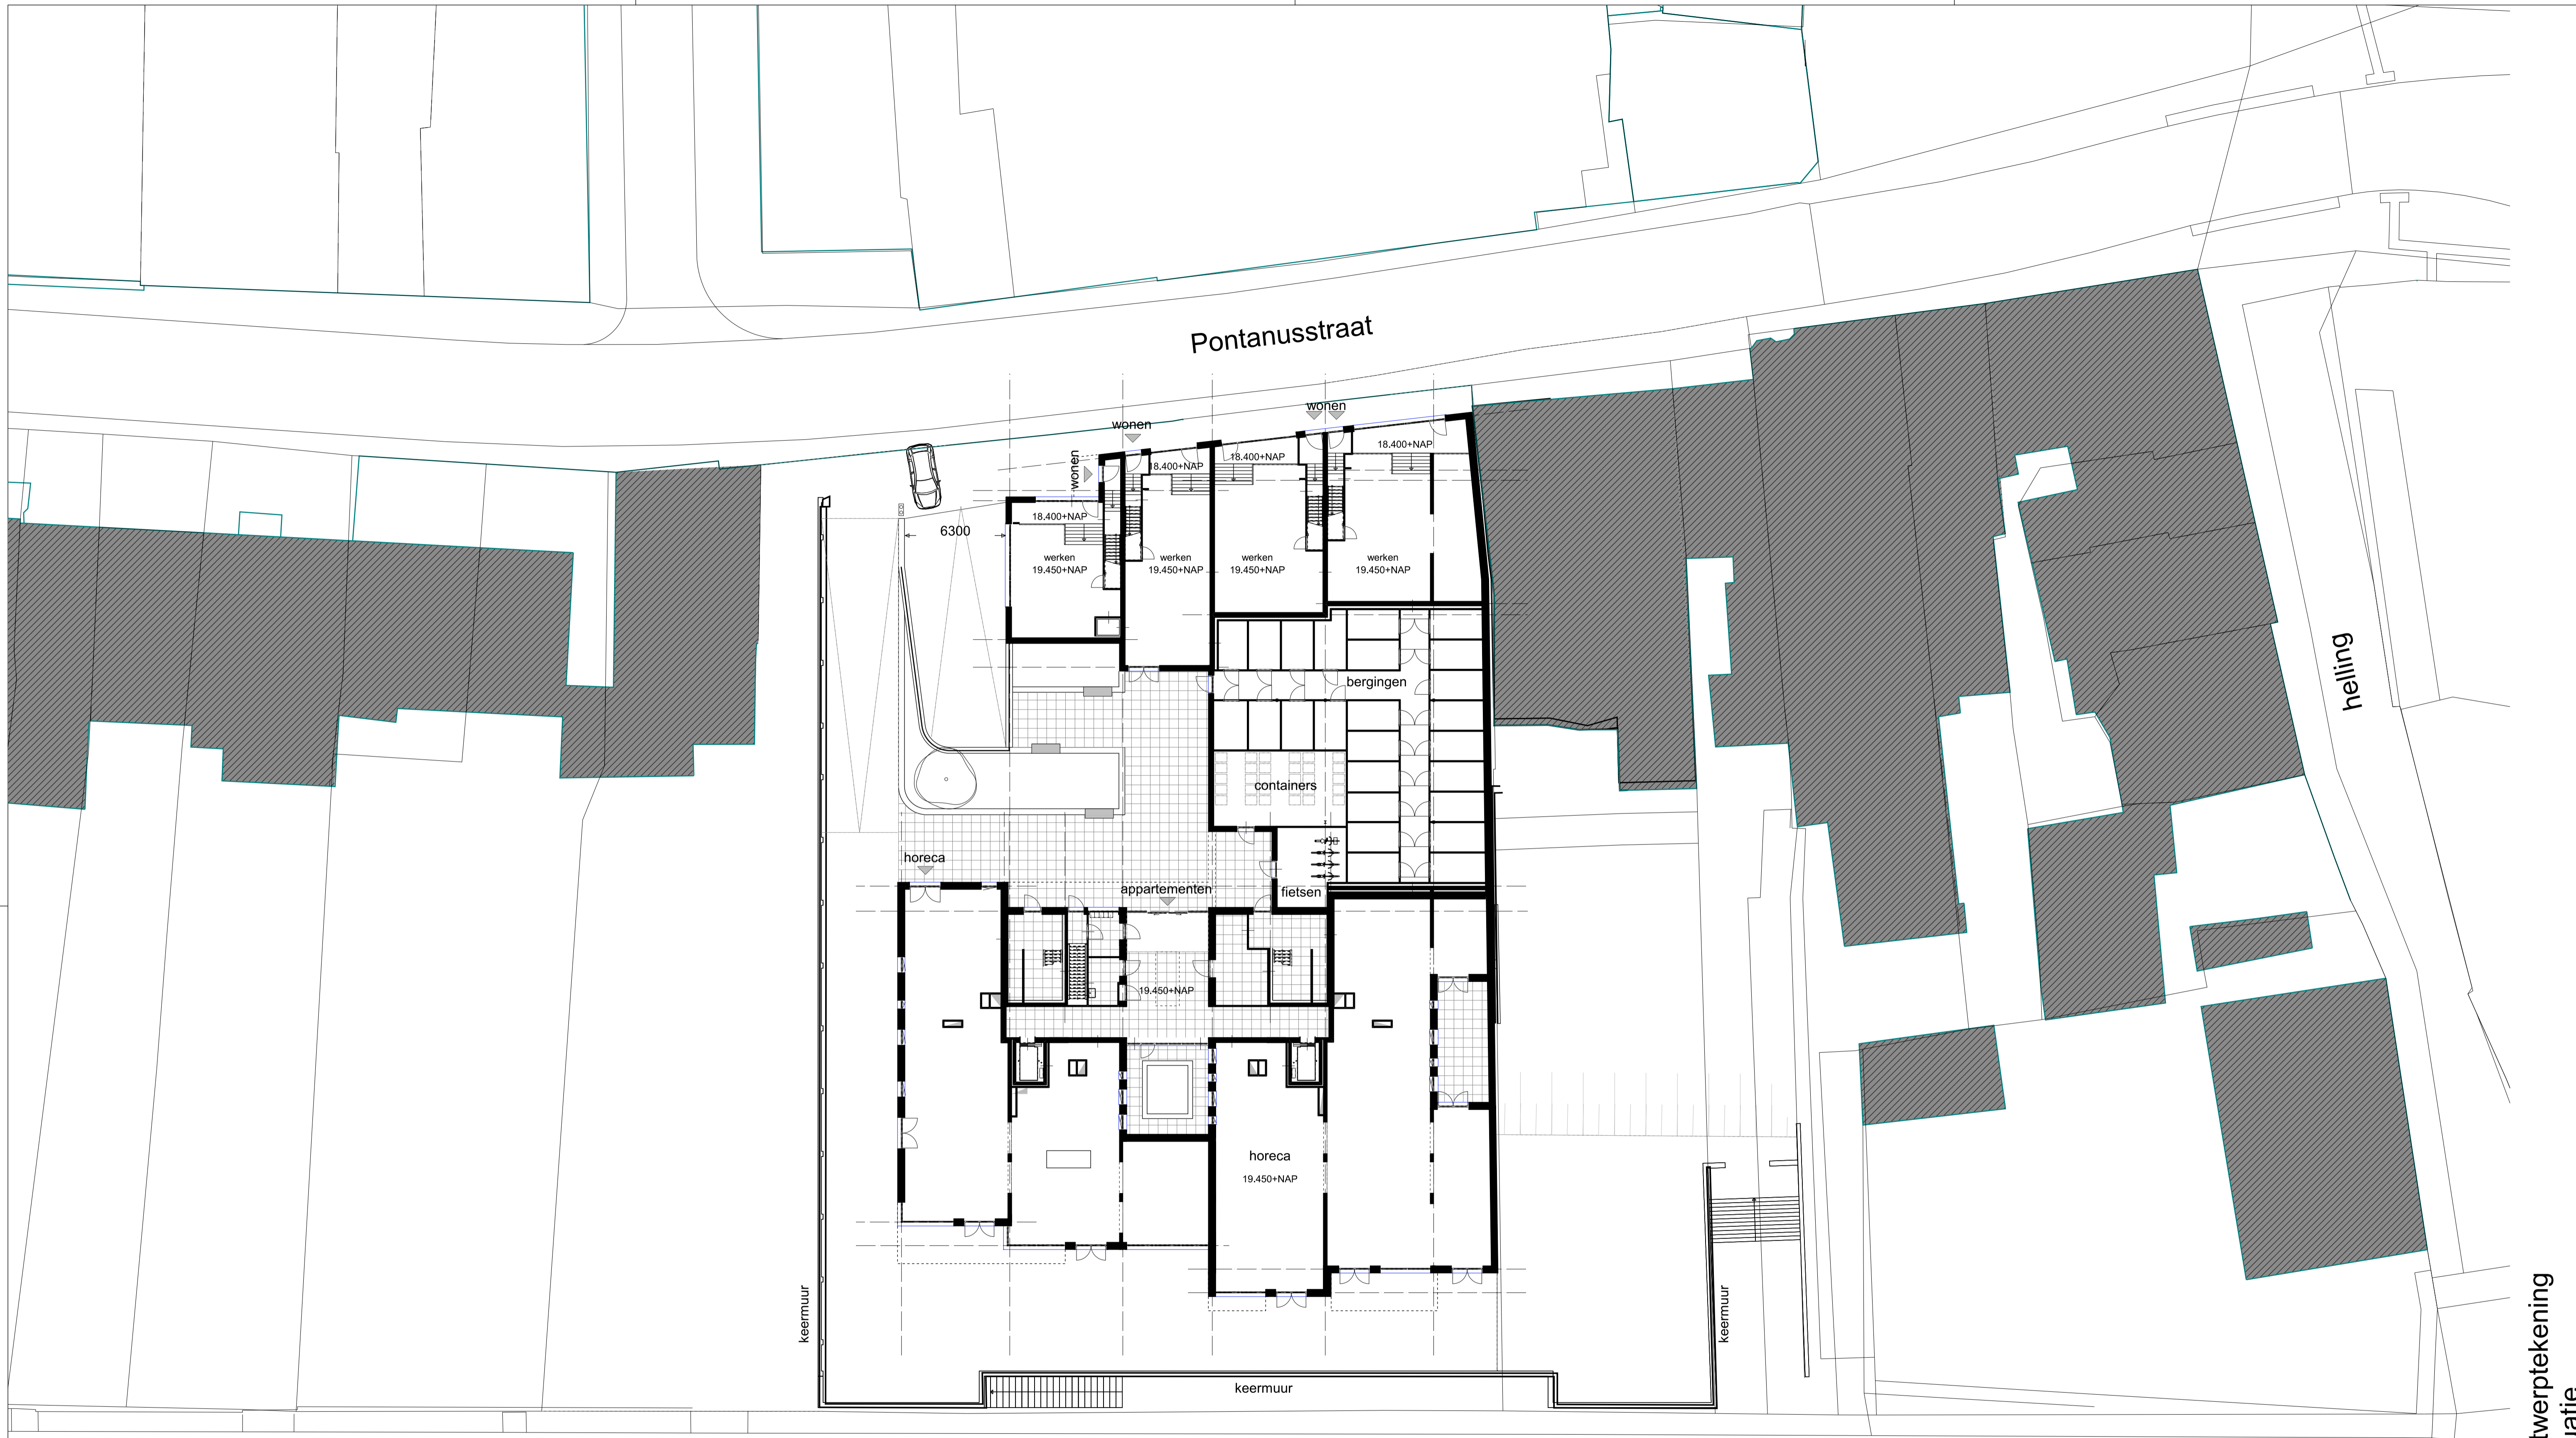 Pontanusstraat
wonen
wonen
wonen
18.400+NAP
18.400+NAP
18.400+NAP
18.400+NAP
6300
werken
19.450+NAP
werken
19.450+NAP
werken
19.450+NAP
werken
19.450+NAP
helling
bergingen
containers
horeca
appartementen
fietsen
19.450+NAP
horeca
19.450+NAP
keermuur
keermuur
keermuur